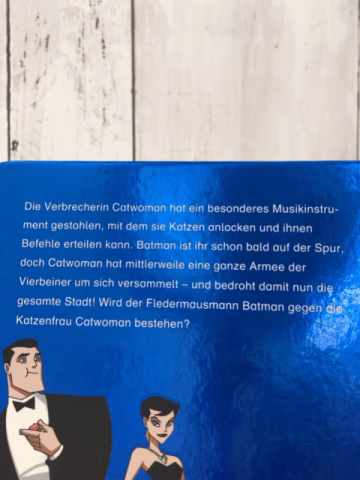 Die Verbrecherin Catwoman hat ein besonderes Musikinstru-
ment gestohlen, mit dem sie Katzen anlocken und ihnen
Befehle erteilen kann. Batman ist ihr schon bald auf der Spur,
doch Catwoman hat mittlerweile eine ganze Armee der
Vierbeiner um sich versammelt – und bedroht damit nun die
gesamte Stadt! Wird der Fledermausmann Batman gegen die
Katzenfrau Catwoman bestehen?